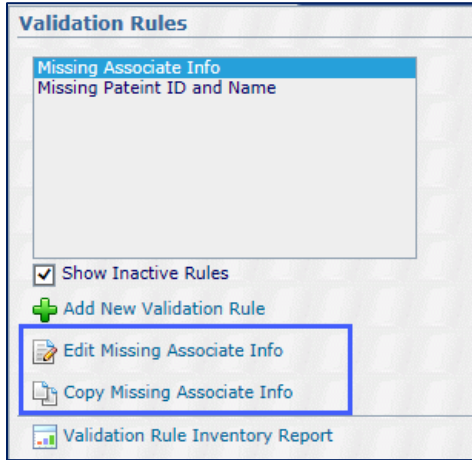 Validation Rules
Missing Associate Info
Missing Pateint ID and Name
Show Inactive Rules
Add New Validation Rule
Edit Missing Associate Info
Copy Missing Associate Info
Validation Rule Inventory Report